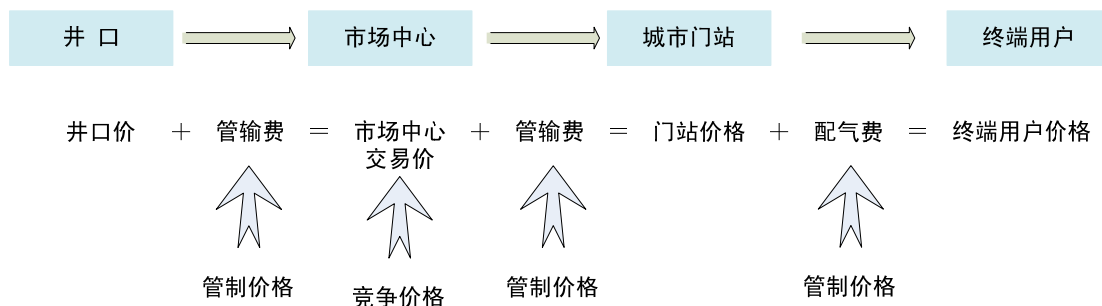 井 口 市场中心 城市门站 终端用户
井口价 + 管输费 = 市场中心 + 管输费 = 门站价格 + 配气费 = 终端用户价格
交易价
管制价格 竞争价格 管制价格 管制价格